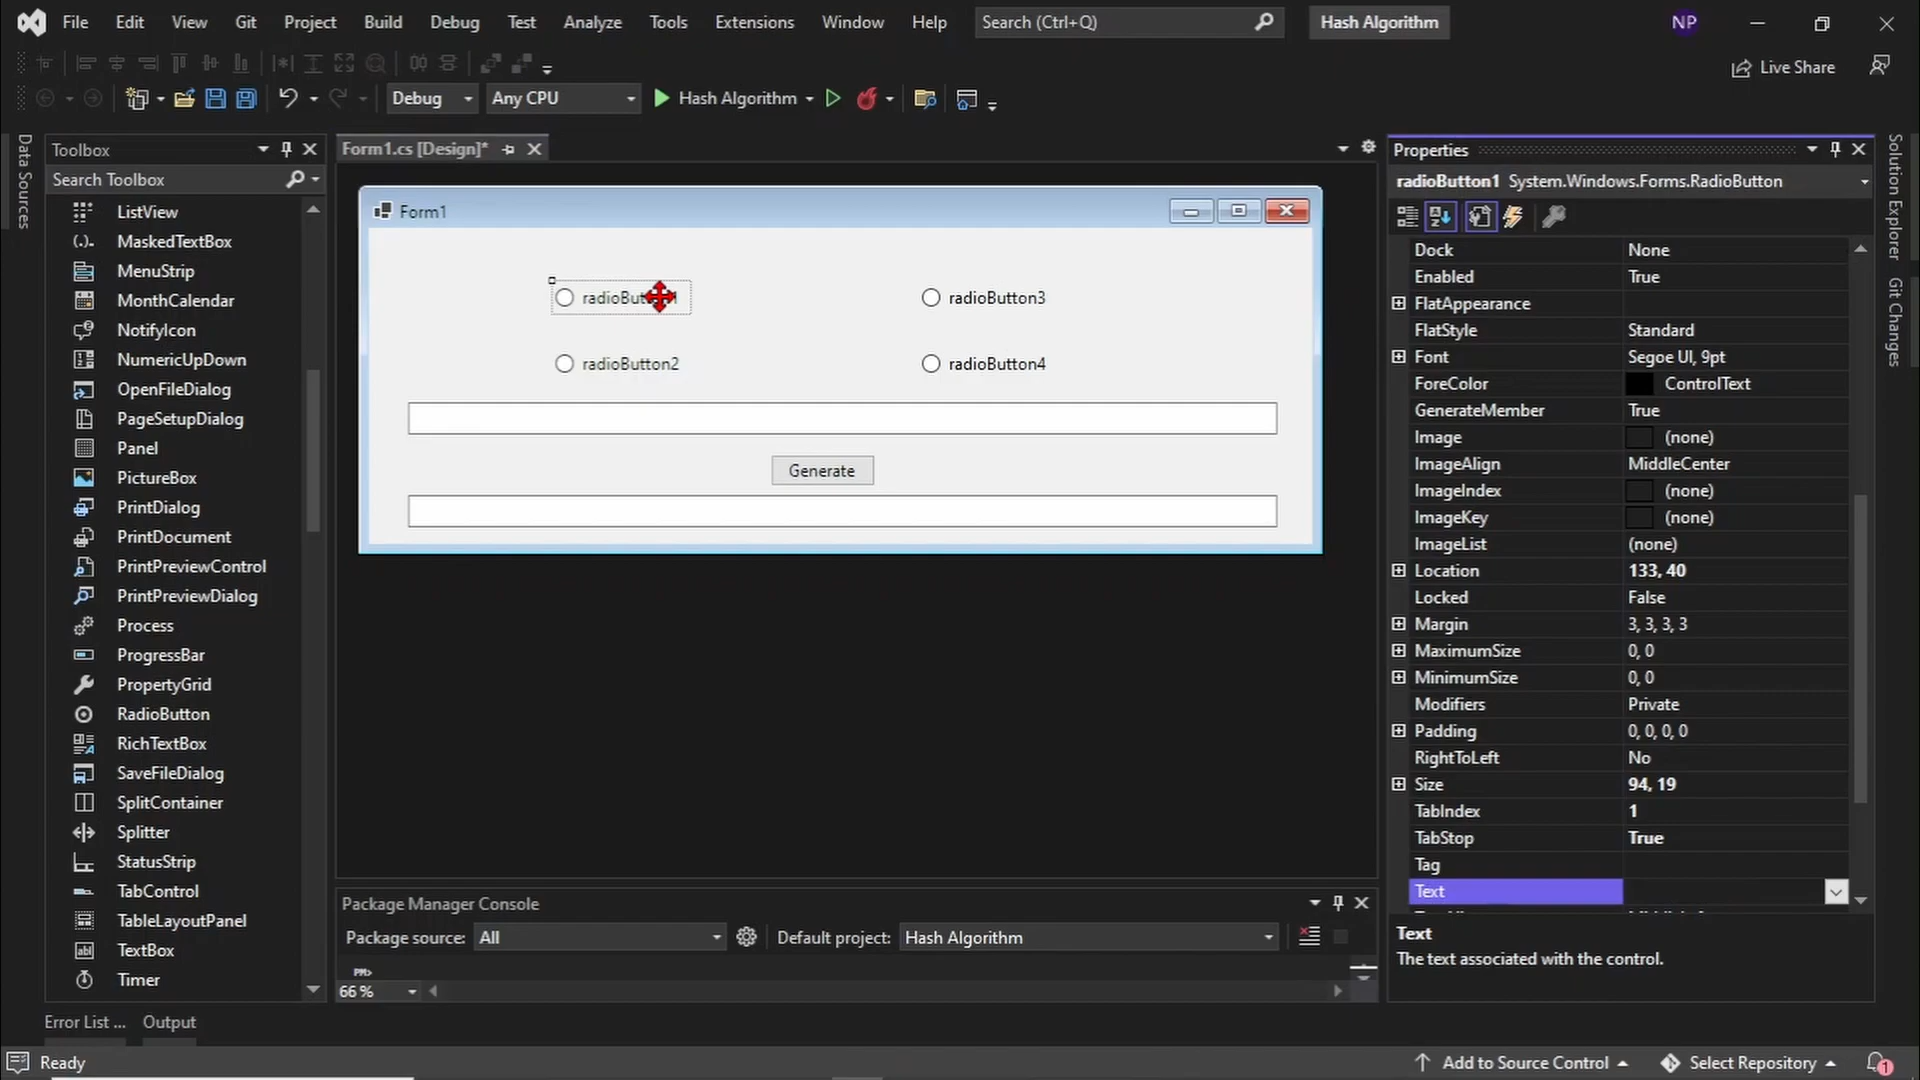 File Edit View Git Project Build Debug Test Analyze Tools Extensions Window Help Search (Ctrl+Q) Hash Algorithm NP
Live Share
Debug Any CPU Hash Algorithm
Data Sources
Toolbox
Search Toolbox
ListView
MaskedTextBox
MenuStrip
MonthCalendar
NotifyIcon
NumericUpDown
OpenFileDialog
PageSetupDialog
Panel
PictureBox
PrintDialog
PrintDocument
PrintPreviewControl
PrintPreviewDialog
Process
ProgressBar
PropertyGrid
RadioButton
RichTextBox
SaveFileDialog
SplitContainer
Splitter
StatusStrip
TabControl
TableLayoutPanel
TextBox
Timer
Form1.cs [Design]*
Form1
radioButton3
radioButton2 radioButton4
Generate
Package Manager Console
Package source: All Default project: Hash Algorithm
PM>
66 %
Properties
radioButton1 System.Windows.Forms.RadioButton
Dock None
Enabled True
FlatAppearance
FlatStyle Standard
Font Segoe UI, 9pt
ForeColor ControlText
GenerateMember True
Image (none)
ImageAlign MiddleCenter
ImageIndex (none)
ImageKey (none)
ImageList (none)
Location 133, 40
Locked False
Margin 3, 3, 3, 3
MaximumSize 0, 0
MinimumSize 0, 0
Modifiers Private
Padding 0, 0, 0, 0
RightToLeft No
Size 94, 19
TabIndex 1
TabStop True
Tag
Text
Text
The text associated with the control.
Solution Explorer
Git Changes
Error List ... Output
Ready Add to Source Control Select Repository 1